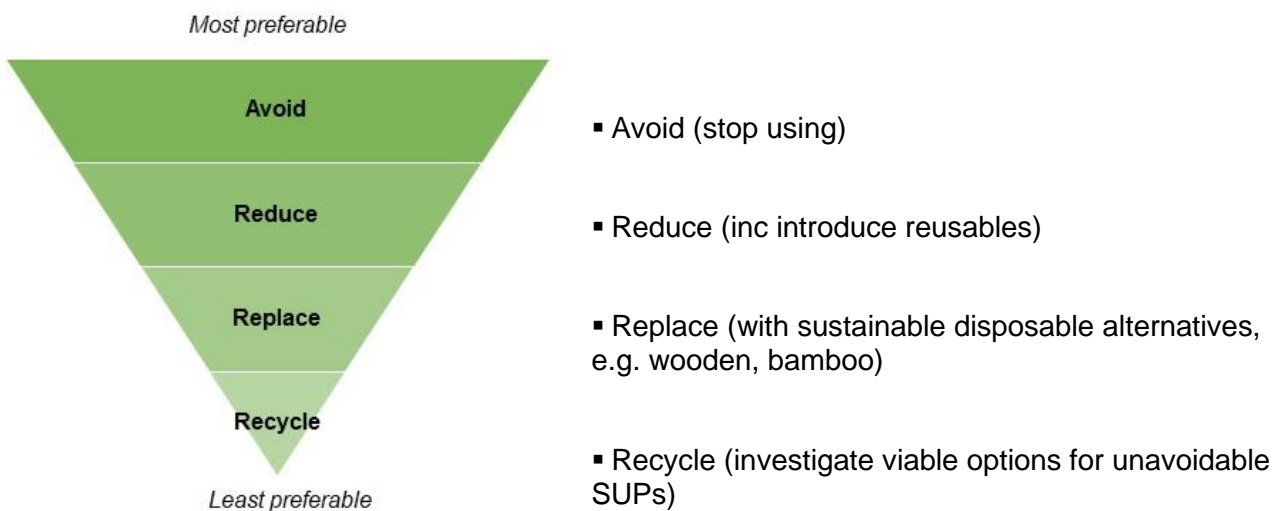 Most preferable
Avoid
Reduce
Replace
Recycle
Least preferable
▪ Avoid (stop using)
▪ Reduce (inc introduce reusables)
▪ Replace (with sustainable disposable alternatives,
e.g. wooden, bamboo)
▪ Recycle (investigate viable options for unavoidable
SUPs)